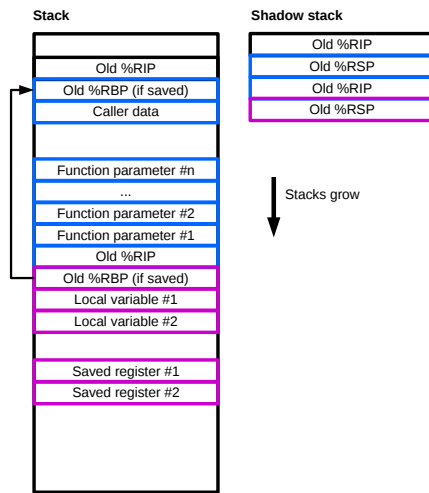 Stack
Old %RIP
Old %RBP (if saved)
Caller data
Function parameter #n
...
Function parameter #2
Function parameter #1
Old %RIP
Old %RBP (if saved)
Local variable #1
Local variable #2
Saved register #1
Saved register #2
Shadow stack
Old %RIP
Old %RSP
Old %RIP
Old %RSP
Stacks grow